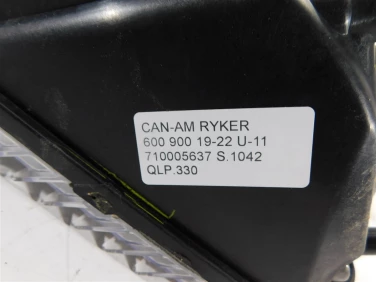 CAN-AM RYKER
600 900 19-22 U-11
710005637 S.1042
QLP.330